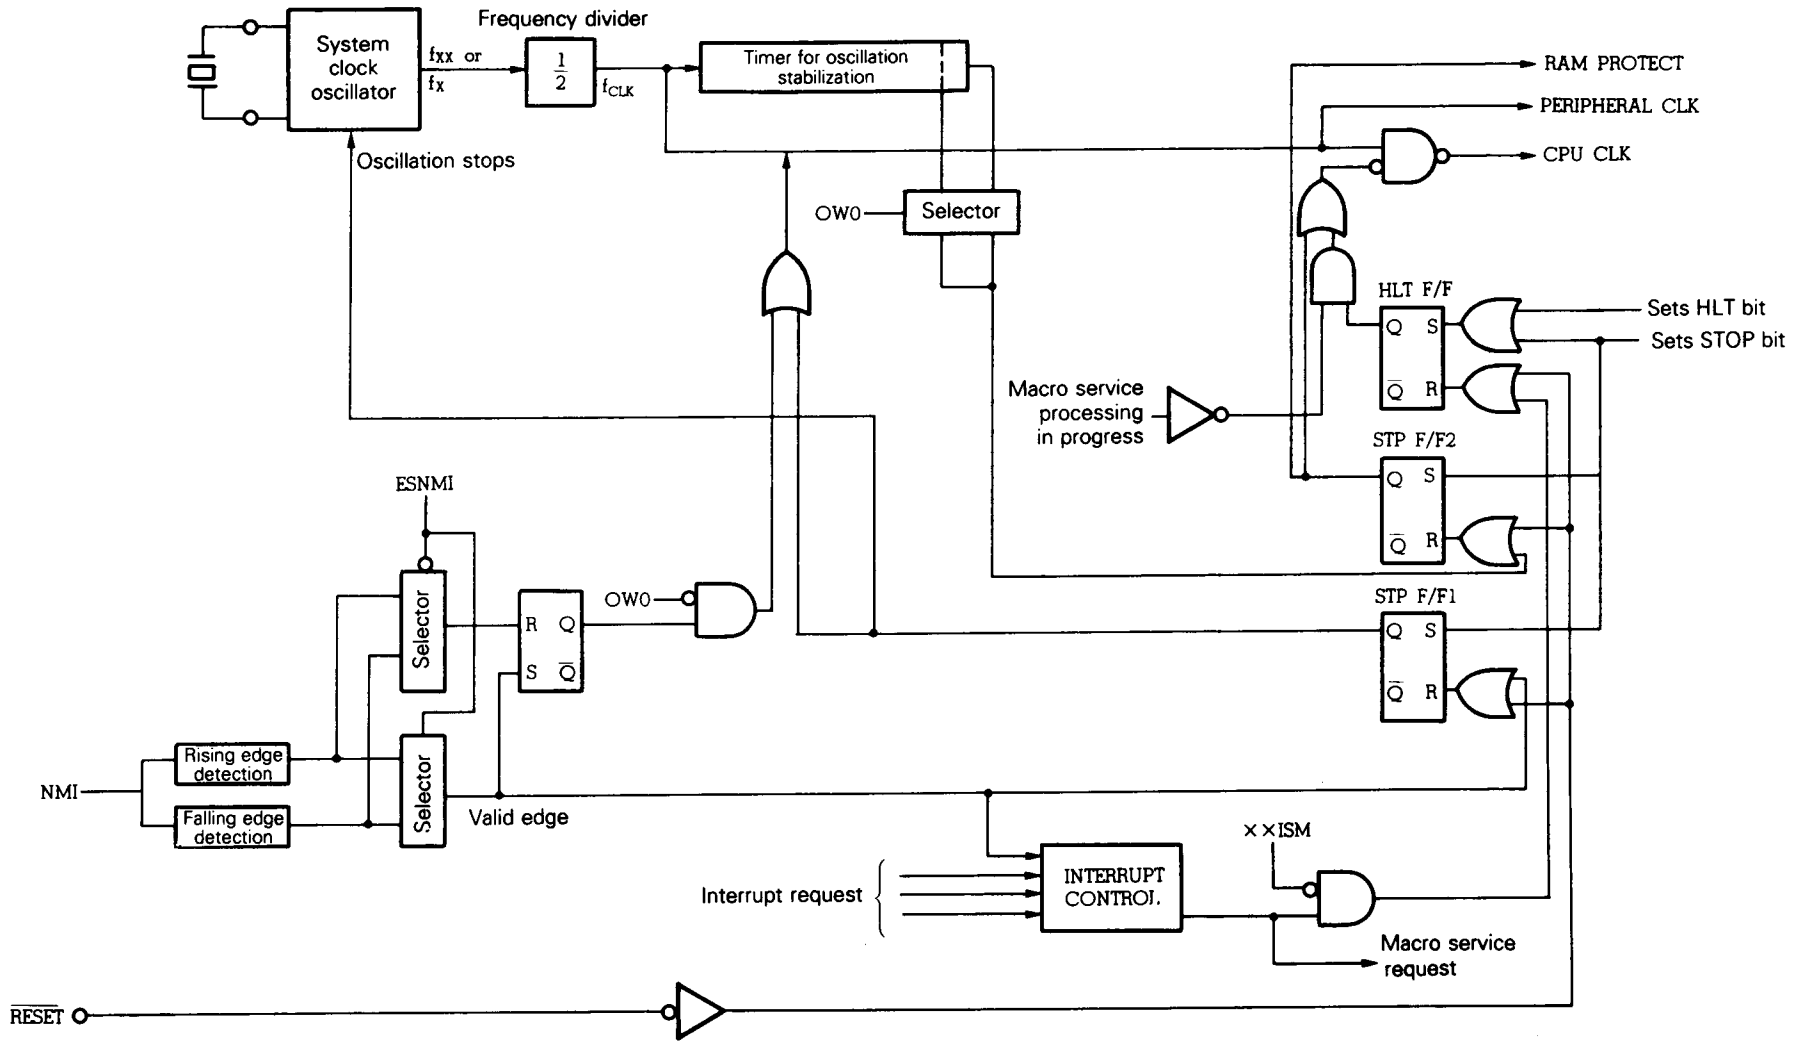 Frequency divider
System
clock
oscillator
fXX or
fX
1
2
fCLK
Timer for oscillation
stabilization
RAM PROTECT
PERIPHERAL CLK
CPU CLK
Oscillation stops
OW0
Selector
HLT F/F
Q S
Q̅ R
Sets HLT bit
Sets STOP bit
Macro service
processing
in progress
STP F/F2
Q S
Q̅ R
ESNMI
Selector
OW0
R Q
S Q̅
STP F/F1
Q S
Q̅ R
NMI
Rising edge
detection
Falling edge
detection
Selector
Valid edge
××ISM
Interrupt request
INTERRUPT
CONTROL
Macro service
request
R̅E̅S̅E̅T̅